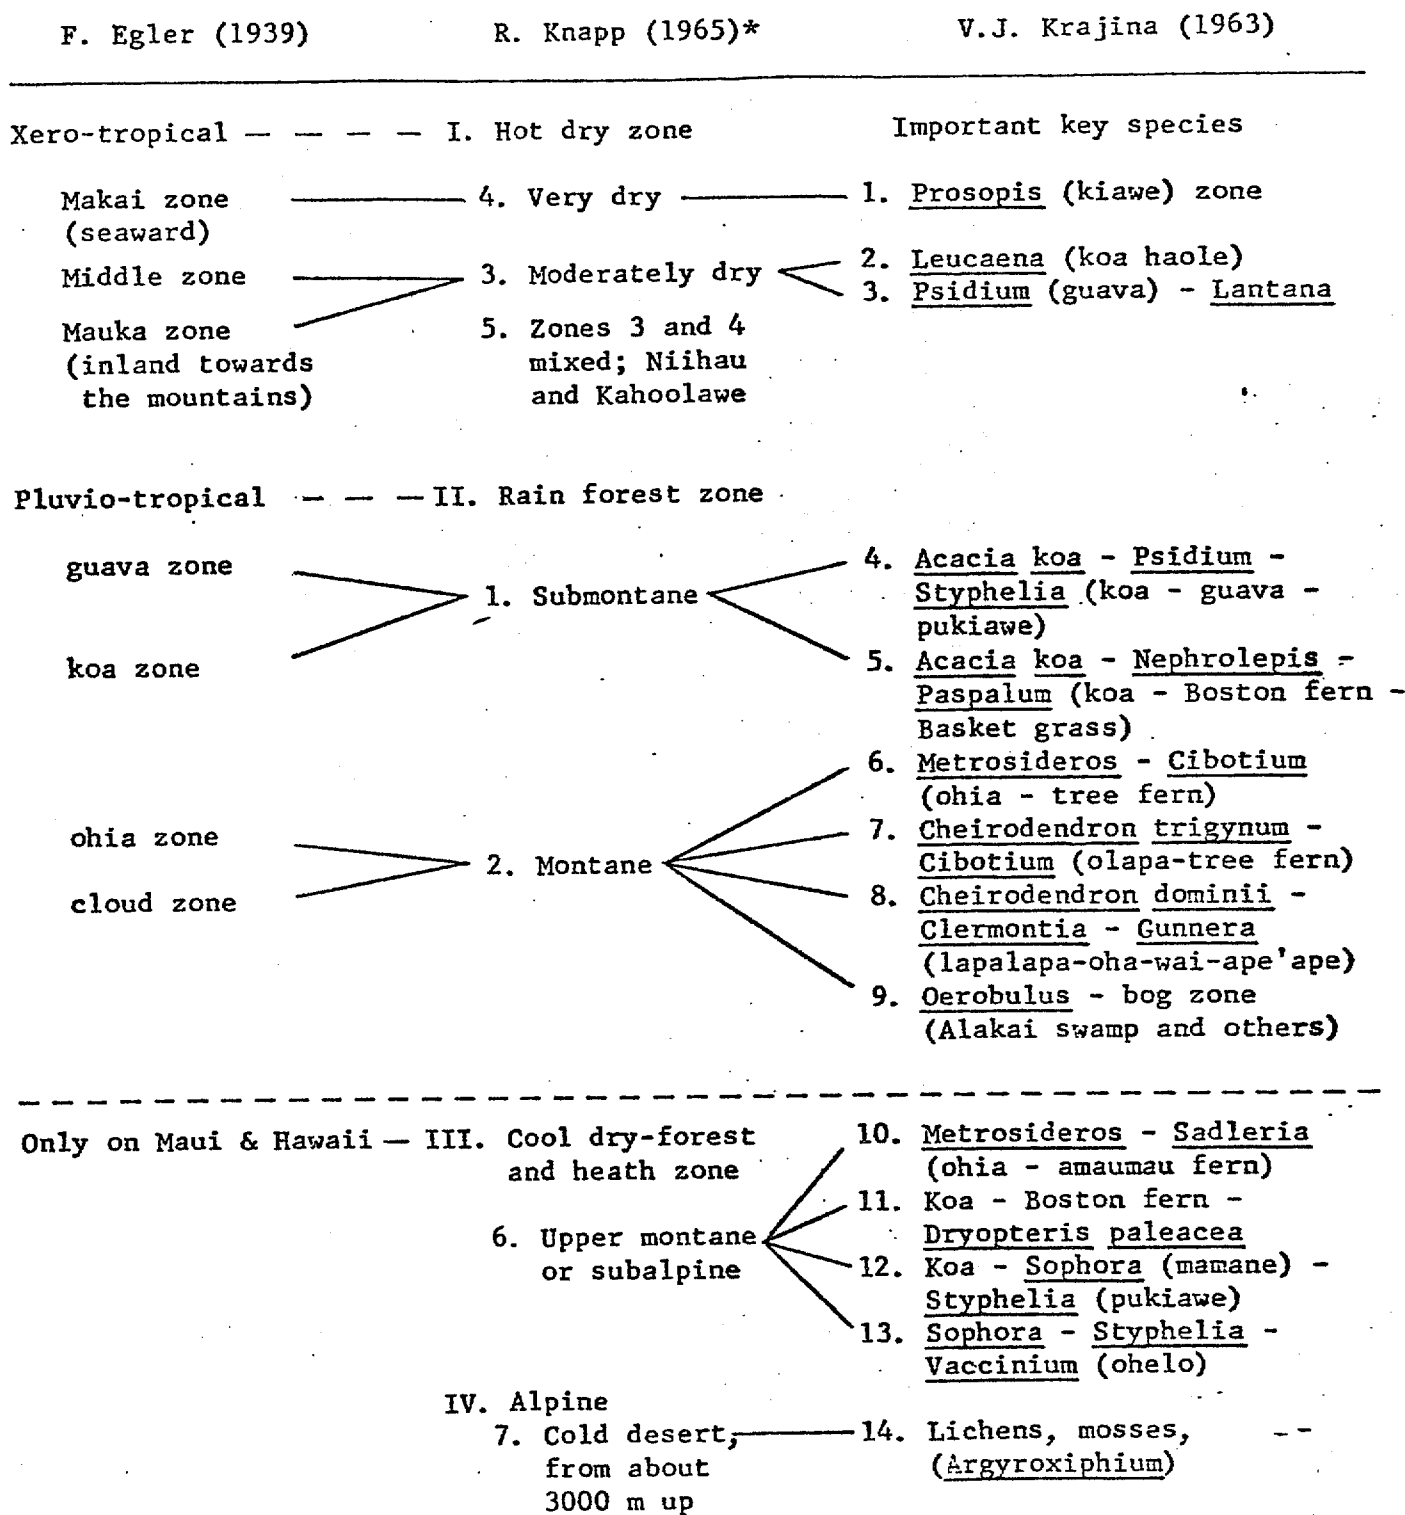 F. Egler (1939) R. Knapp (1965)* V.J. Krajina (1963)
Xero-tropical — — — — I. Hot dry zone Important key species
Makai zone 4. Very dry 1. Prosopis (kiawe) zone
(seaward)
Middle zone 3. Moderately dry 2. Leucaena (koa haole)
3. Psidium (guava) - Lantana
Mauka zone 5. Zones 3 and 4
(inland towards mixed; Niihau
the mountains) and Kahoolawe
Pluvio-tropical — — — II. Rain forest zone
guava zone 4. Acacia koa - Psidium -
1. Submontane Styphelia (koa - guava -
pukiawe)
koa zone 5. Acacia koa - Nephrolepis -
Paspalum (koa - Boston fern -
Basket grass)
6. Metrosideros - Cibotium
(ohia - tree fern)
ohia zone 7. Cheirodendron trigynum -
2. Montane Cibotium (olapa-tree fern)
cloud zone 8. Cheirodendron dominii -
Clermontia - Gunnera
(lapalapa-oha-wai-ape'ape)
9. Oerobulus - bog zone
(Alakai swamp and others)
Only on Maui & Hawaii — III. Cool dry-forest 10. Metrosideros - Sadleria
and heath zone (ohia - amaumau fern)
11. Koa - Boston fern -
6. Upper montane Dryopteris paleacea
or subalpine 12. Koa - Sophora (mamane) -
Styphelia (pukiawe)
13. Sophora - Styphelia -
Vaccinium (ohelo)
IV. Alpine
7. Cold desert, 14. Lichens, mosses,
from about (Argyroxiphium)
3000 m up